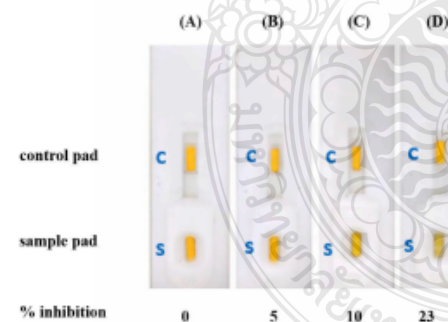 (A) (B) (C) (D)
control pad C C C C
sample pad S S S S
% inhibition 0 5 10 23